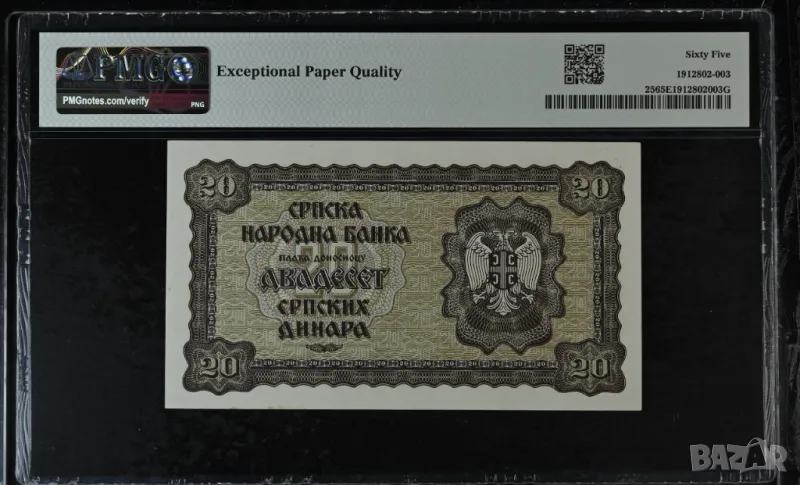 PMG
PMGnotes.com/verify
PNG
Exceptional Paper Quality
Sixty Five
1912802-003
2565E1912802003G
20
20
СРПСКА
НАРОДНА БАНКА
ПЛАЋА ДОНОСИОЦУ
ДВАДЕСЕТ
СРПСКИХ
ДИНАРА
20
20
BAZAR